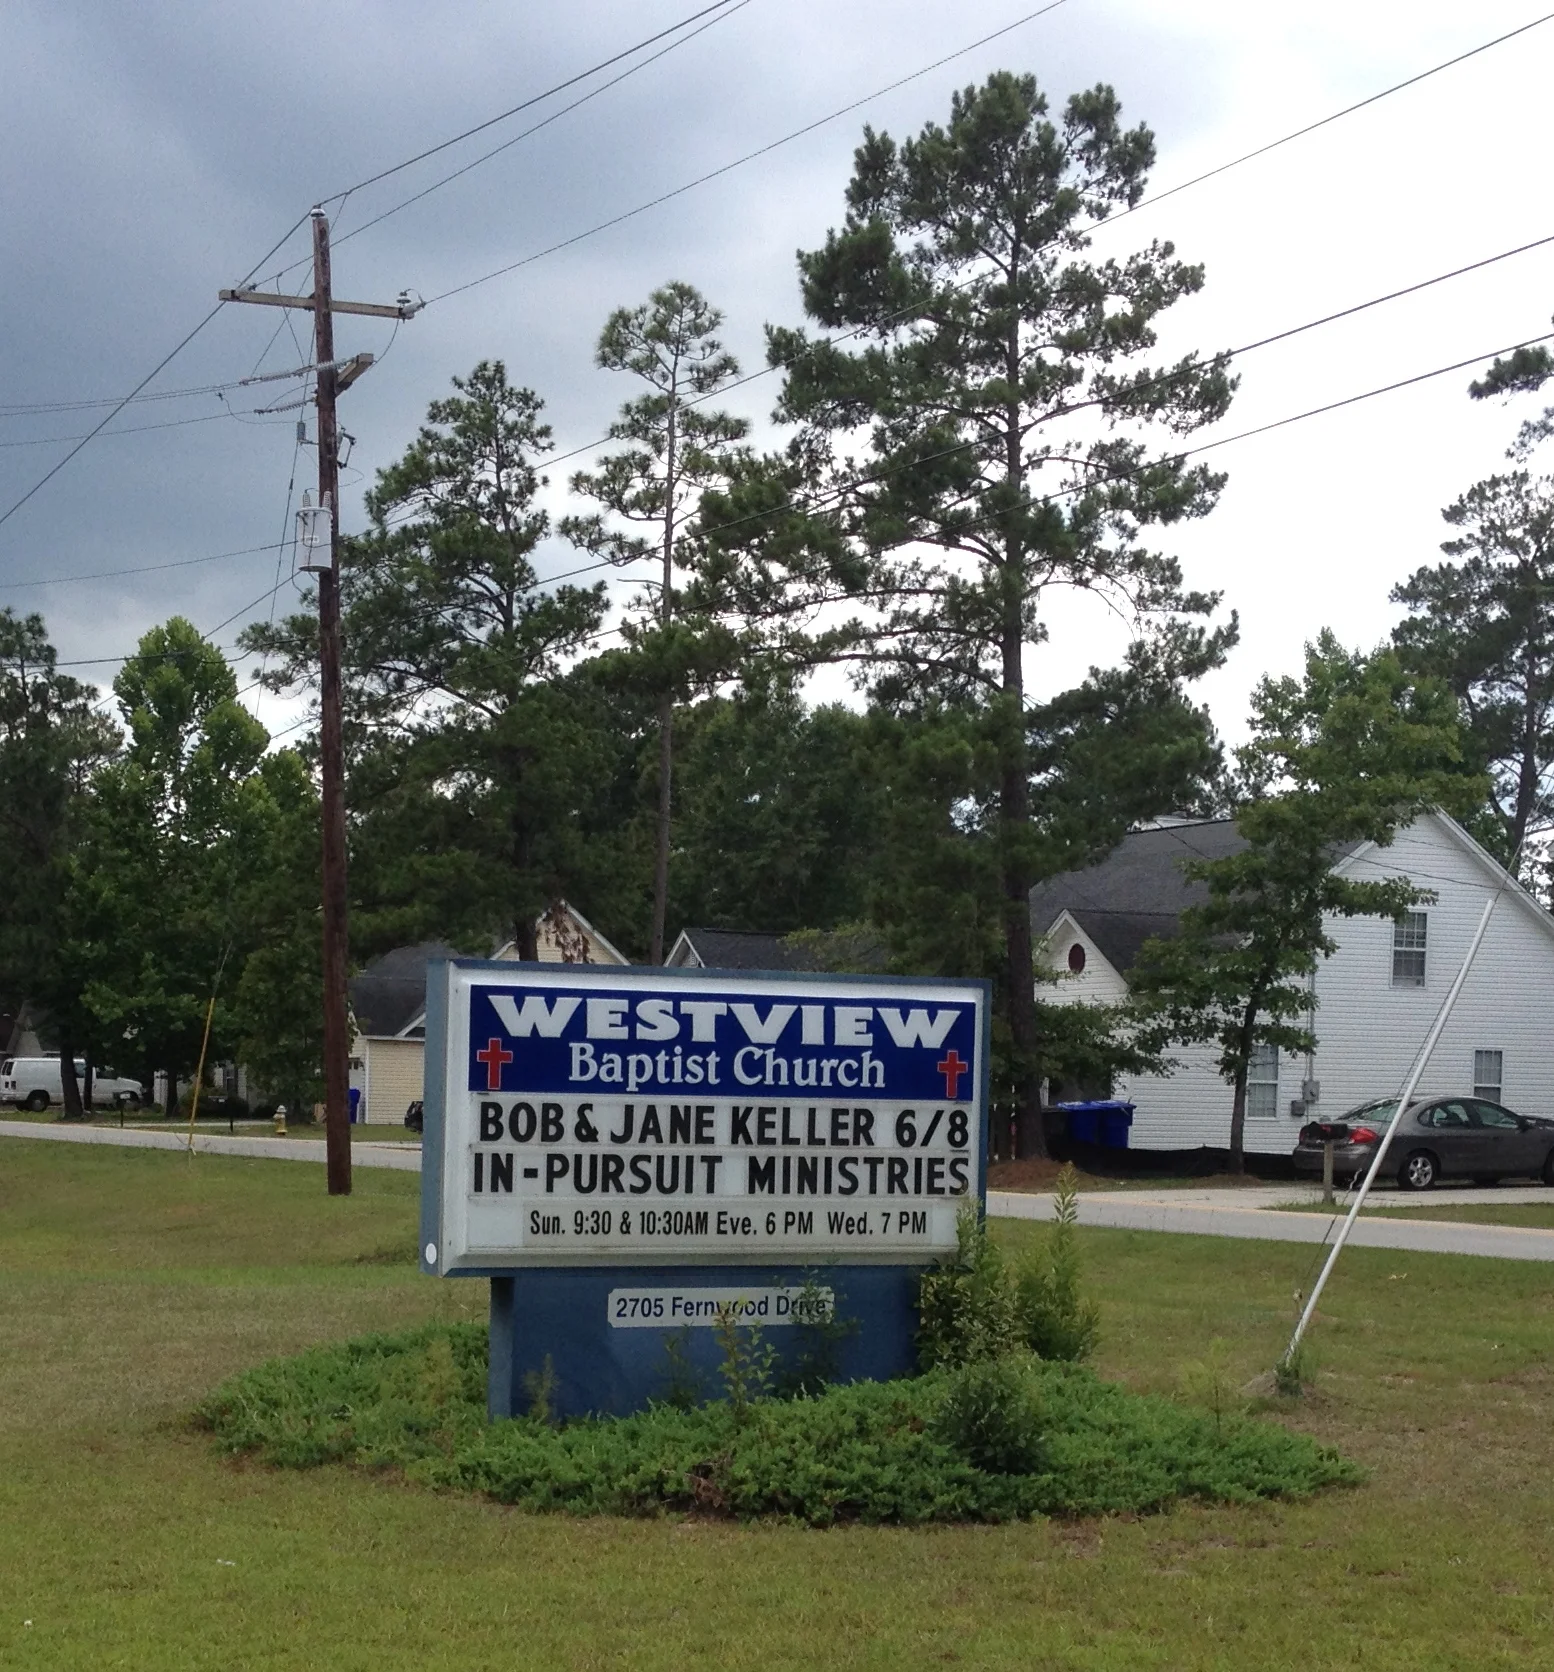 WESTVIEW
Baptist Church
BOB & JANE KELLER 6/8
IN-PURSUIT MINISTRIES
Sun. 9:30 & 10:30AM Eve. 6 PM Wed. 7 PM
2705 Fernwood Drive